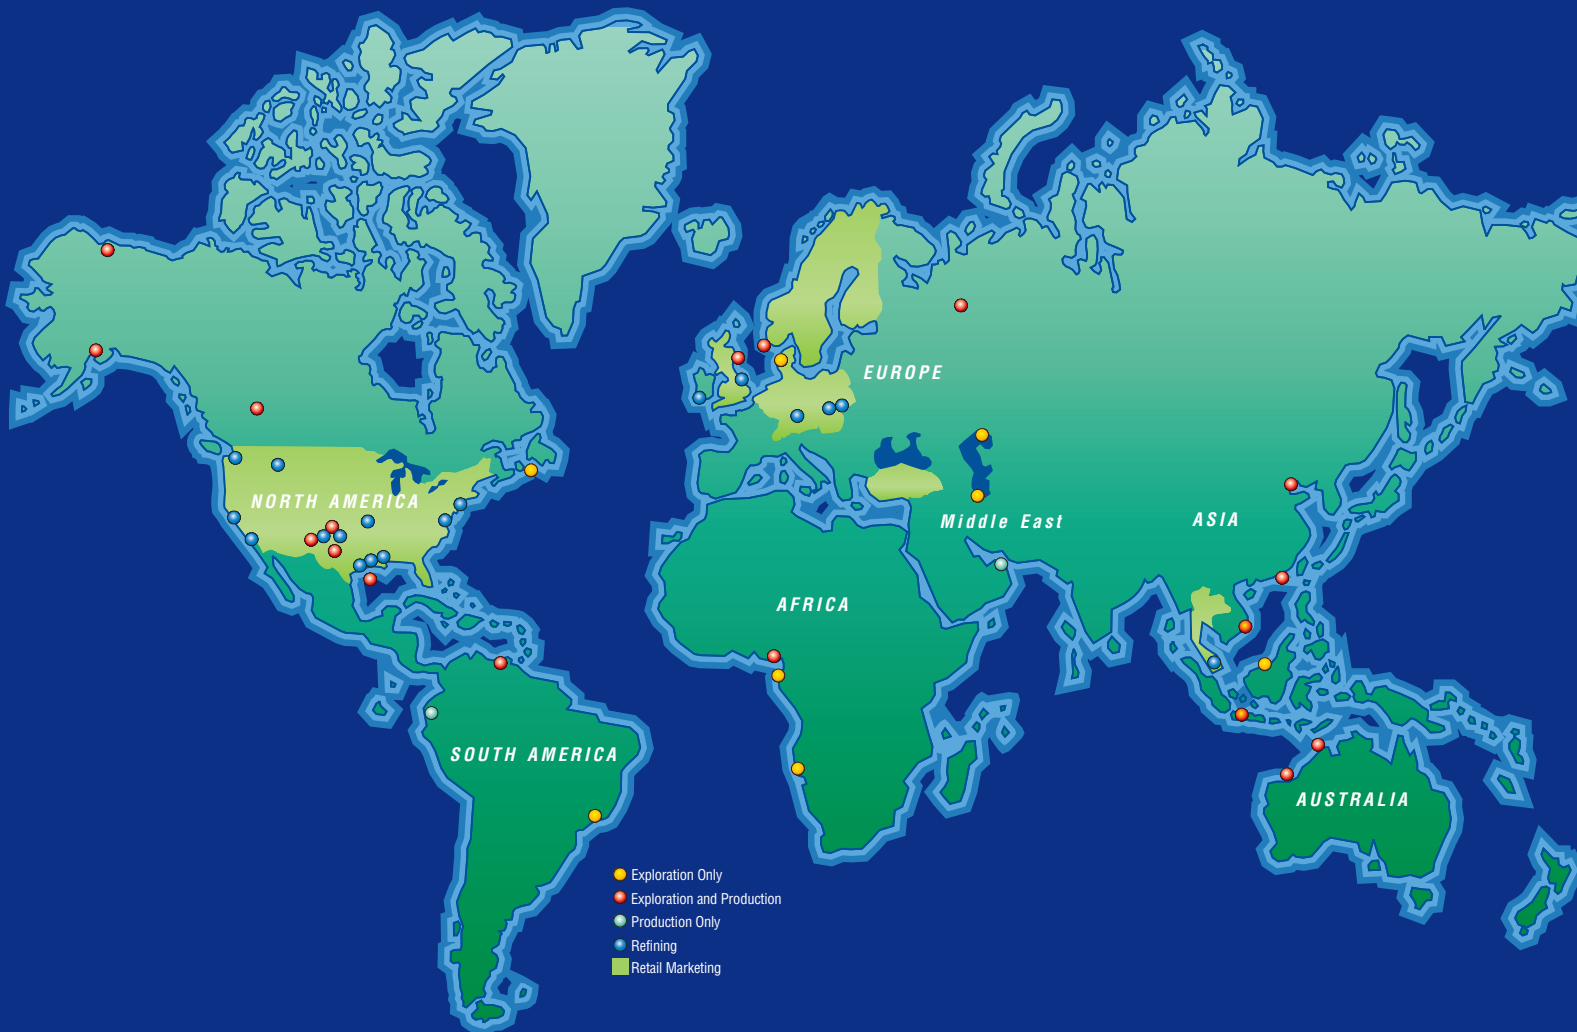 EUROPE
NORTH AMERICA
Middle East
ASIA
AFRICA
SOUTH AMERICA
AUSTRALIA
Exploration Only
Exploration and Production
Production Only
Refining
Retail Marketing